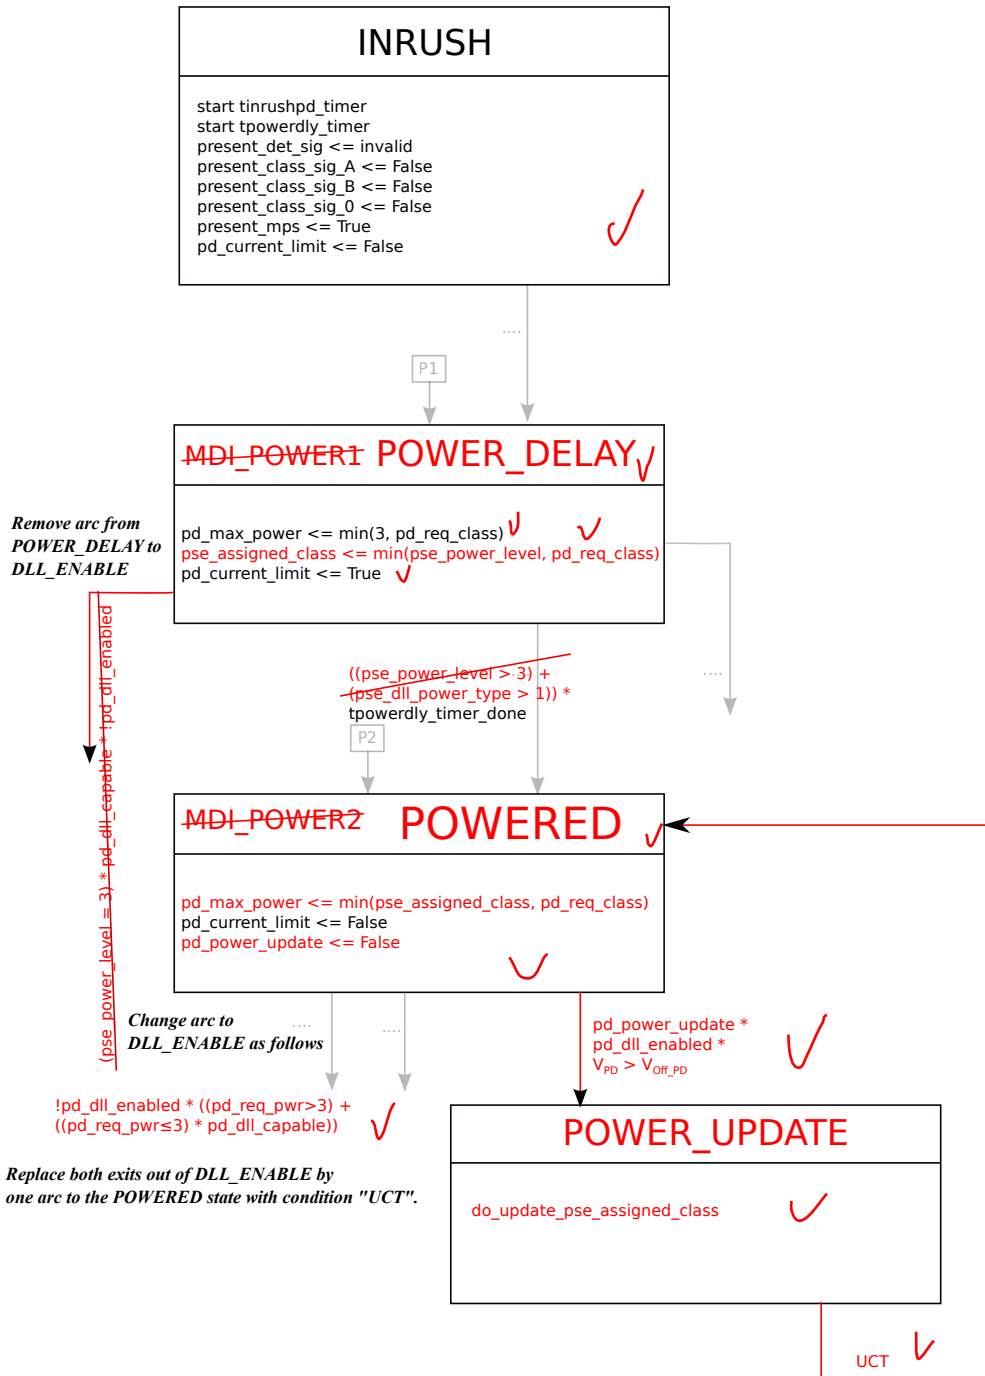 INRUSH
start tinrushpd_timer
start tpowerdly_timer
present_det_sig <= invalid
present_class_sig_A <= False
present_class_sig_B <= False
present_class_sig_0 <= False
present_mps <= True
pd_current_limit <= False
....
P1
MDI_POWER1 POWER_DELAY
Remove arc from
POWER_DELAY to
DLL_ENABLE
pd_max_power <= min(3, pd_req_class)
pse_assigned_class <= min(pse_power_level, pd_req_class)
pd_current_limit <= True
(pse_power_level = 3) * pd_dll_capable * !pd_dll_enabled
((pse_power_level > 3) +
(pse_dll_power_type > 1)) *
tpowerdly_timer_done
....
P2
MDI_POWER2 POWERED
pd_max_power <= min(pse_assigned_class, pd_req_class)
pd_current_limit <= False
pd_power_update <= False
Change arc to
DLL_ENABLE as follows
....
....
pd_power_update *
pd_dll_enabled *
VPD > VOff_PD
!pd_dll_enabled * ((pd_req_pwr>3) +
((pd_req_pwr≤3) * pd_dll_capable))
POWER_UPDATE
Replace both exits out of DLL_ENABLE by
one arc to the POWERED state with condition "UCT".
do_update_pse_assigned_class
UCT